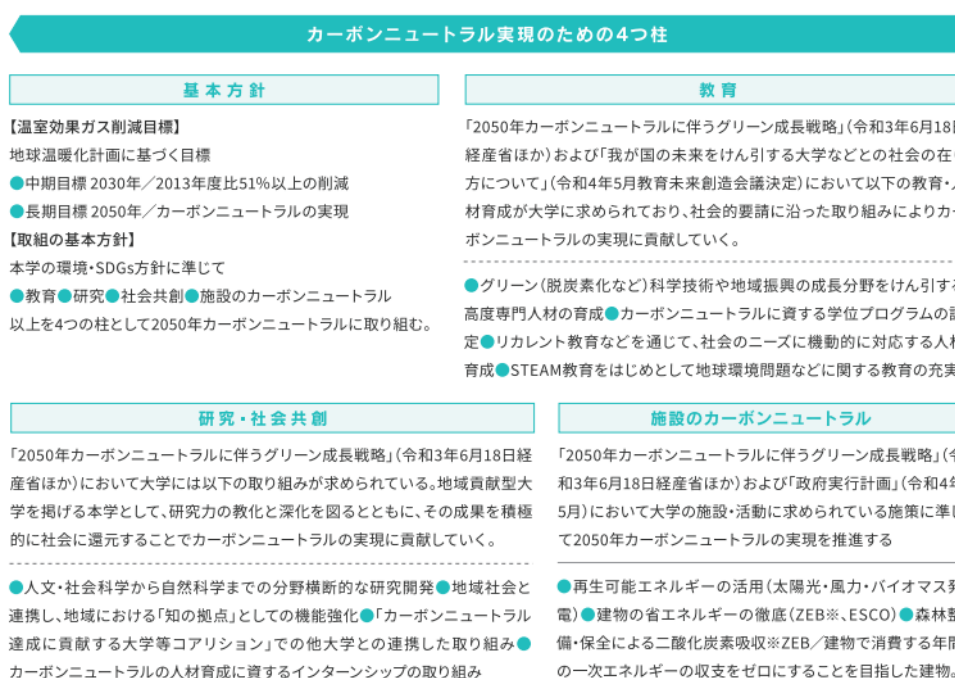 カーボンニュートラル実現のための4つ柱
基本方針
【温室効果ガス削減目標】
地球温暖化計画に基づく目標
●中期目標 2030年／2013年度比51%以上の削減
●長期目標 2050年／カーボンニュートラルの実現
【取組の基本方針】
本学の環境・SDGs方針に準じて
●教育●研究●社会共創●施設のカーボンニュートラル
以上を4つの柱として2050年カーボンニュートラルに取り組む。
教育
「2050年カーボンニュートラルに伴うグリーン成長戦略」（令和3年6月18
経産省ほか）および「我が国の未来をけん引する大学などとの社会の在
方について」（令和4年5月教育未来創造会議決定）において以下の教育・
材育成が大学に求められており、社会的要請に沿った取り組みによりカ
ボンニュートラルの実現に貢献していく。
●グリーン（脱炭素化など）科学技術や地域振興の成長分野をけん引す
高度専門人材の育成●カーボンニュートラルに資する学位プログラムの
定●リカレント教育などを通じて、社会のニーズに機動的に対応する人
育成●STEAM教育をはじめとして地球環境問題などに関する教育の充実
研究・社会共創
「2050年カーボンニュートラルに伴うグリーン成長戦略」（令和3年6月18日経
産省ほか）において大学には以下の取り組みが求められている。地域貢献型大
学を掲げる本学として、研究力の教化と深化を図るとともに、その成果を積極
的に社会に還元することでカーボンニュートラルの実現に貢献していく。
●人文・社会科学から自然科学までの分野横断的な研究開発●地域社会と
連携し、地域における「知の拠点」としての機能強化●「カーボンニュートラル
達成に貢献する大学等コアリション」での他大学との連携した取り組み●
カーボンニュートラルの人材育成に資するインターンシップの取り組み
施設のカーボンニュートラル
「2050年カーボンニュートラルに伴うグリーン成長戦略」（令
和3年6月18日経産省ほか）および「政府実行計画」（令和4年
5月）において大学の施設・活動に求められている施策に準じ
て2050年カーボンニュートラルの実現を推進する
●再生可能エネルギーの活用（太陽光・風力・バイオマス発
電）●建物の省エネルギーの徹底（ZEB※、ESCO）●森林整
備・保全による二酸化炭素吸収※ZEB／建物で消費する年間
の一次エネルギーの収支をゼロにすることを目指した建物。